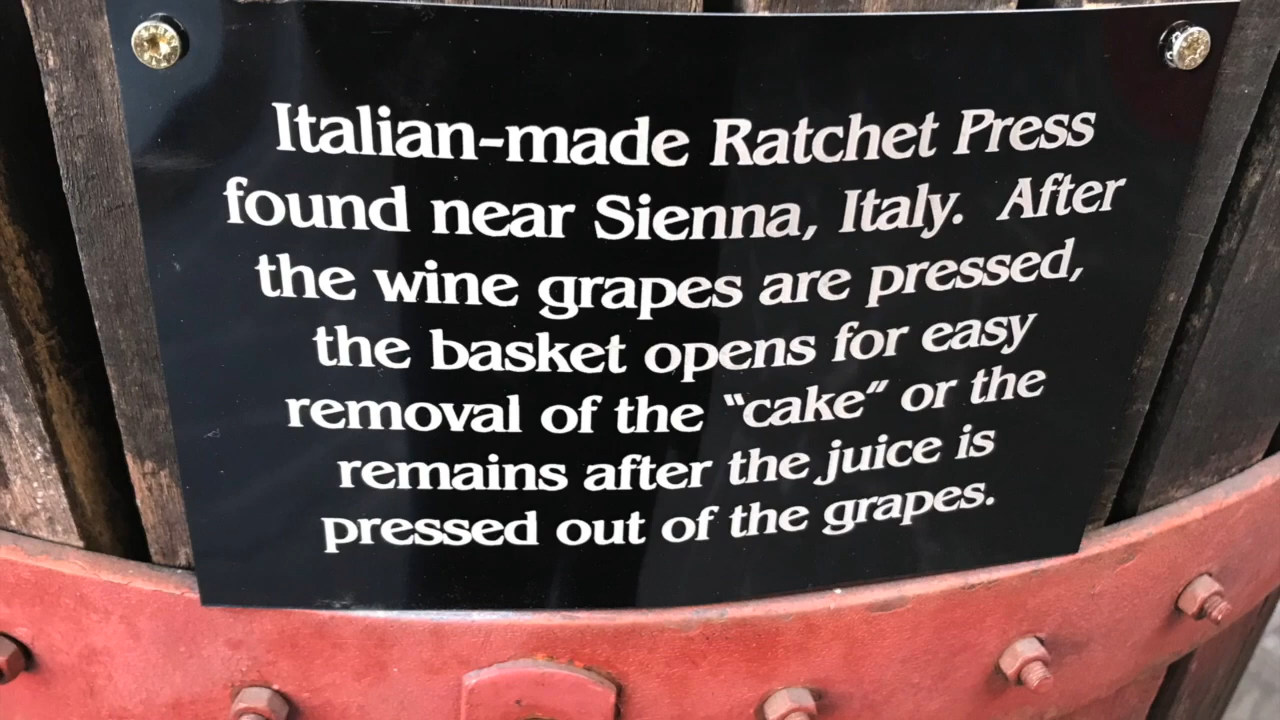 Italian-made Ratchet Press
found near Sienna, Italy. After
the wine grapes are pressed,
the basket opens for easy
removal of the “cake” or the
remains after the juice is
pressed out of the grapes.